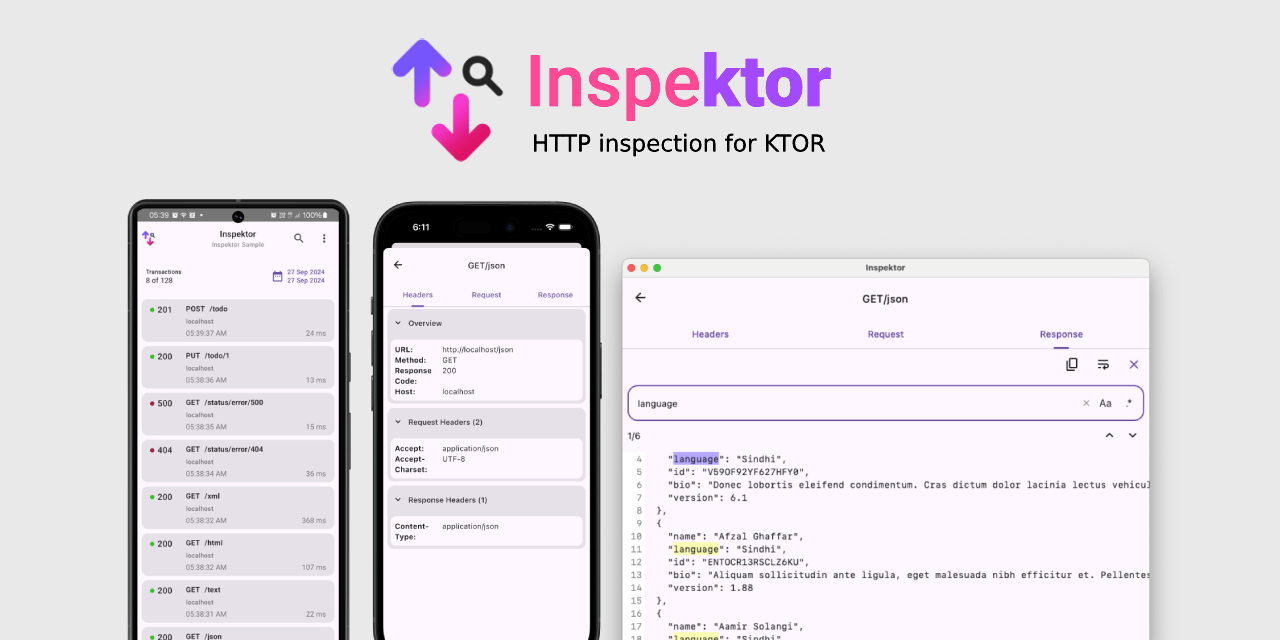 Inspektor
HTTP inspection for KTOR
05:39
100%
Inspektor
Inspektor Sample
Transactions
8 of 128
27 Sep 2024
27 Sep 2024
201 POST /todo
localhost
05:39:37 AM 24 ms
200 PUT /todo/1
localhost
05:38:36 AM 13 ms
500 GET /status/error/500
localhost
05:38:35 AM 15 ms
404 GET /status/error/404
localhost
05:38:34 AM 36 ms
200 GET /xml
localhost
05:38:32 AM 368 ms
200 GET /html
localhost
05:38:32 AM 107 ms
200 GET /text
localhost
05:38:31 AM 22 ms
200 GET /json
6:11
GET/json
Headers Request Response
Overview
URL: http://localhost/json
Method: GET
Response 200
Code:
Host: localhost
Request Headers (2)
Accept: application/json
Accept- UTF-8
Charset:
Response Headers (1)
Content- application/json
Type:
Inspektor
GET/json
Headers Request Response
language × Aa .*
1/6
4 "language": "Sindhi",
5 "id": "V59OF92YF627HFY0",
6 "bio": "Donec lobortis eleifend condimentum. Cras dictum dolor lacinia lectus vehicul
7 "version": 6.1
8 },
9 {
10 "name": "Afzal Ghaffar",
11 "language": "Sindhi",
12 "id": "ENTOCR13RSCLZ6KU",
13 "bio": "Aliquam sollicitudin ante ligula, eget malesuada nibh efficitur et. Pellentes
14 "version": 1.88
15 },
16 {
17 "name": "Aamir Solangi",
18 "language": "Sindhi",